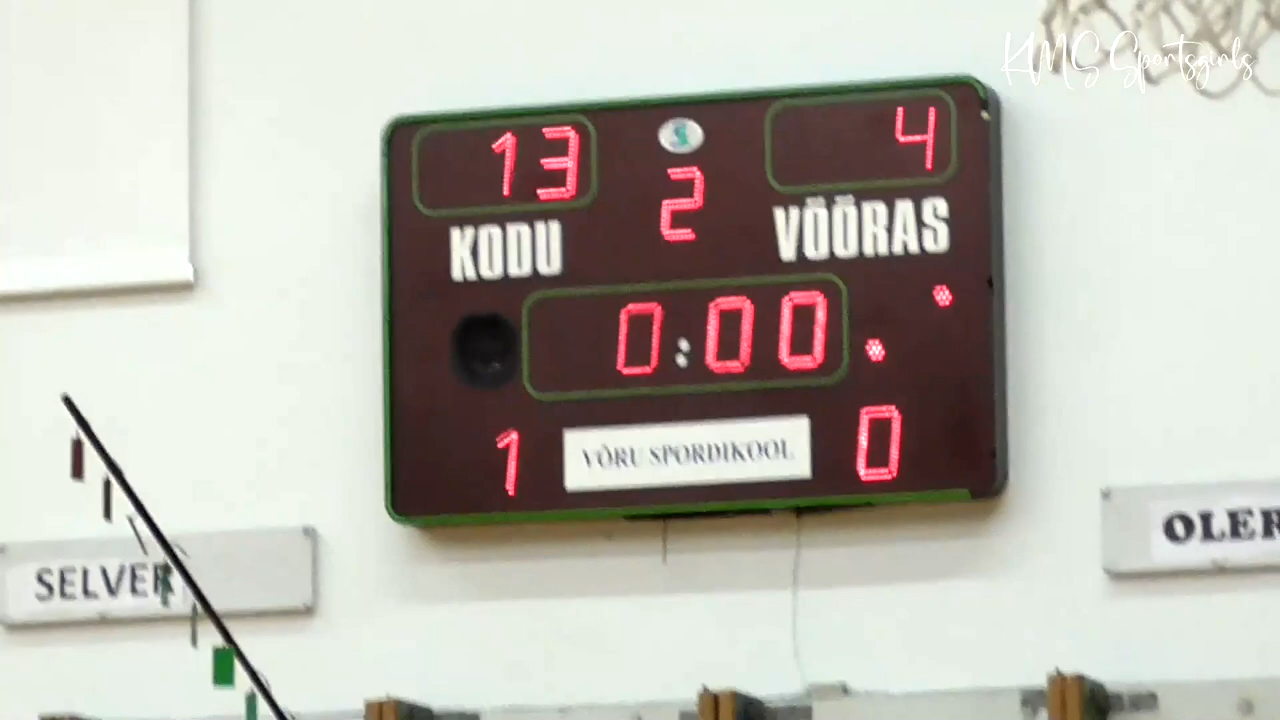 KMS Sportsgirls
13 2 4
KODU VÕÕRAS
0:00
1 VÕRU SPORDIKOOL 0
SELVER
OLER